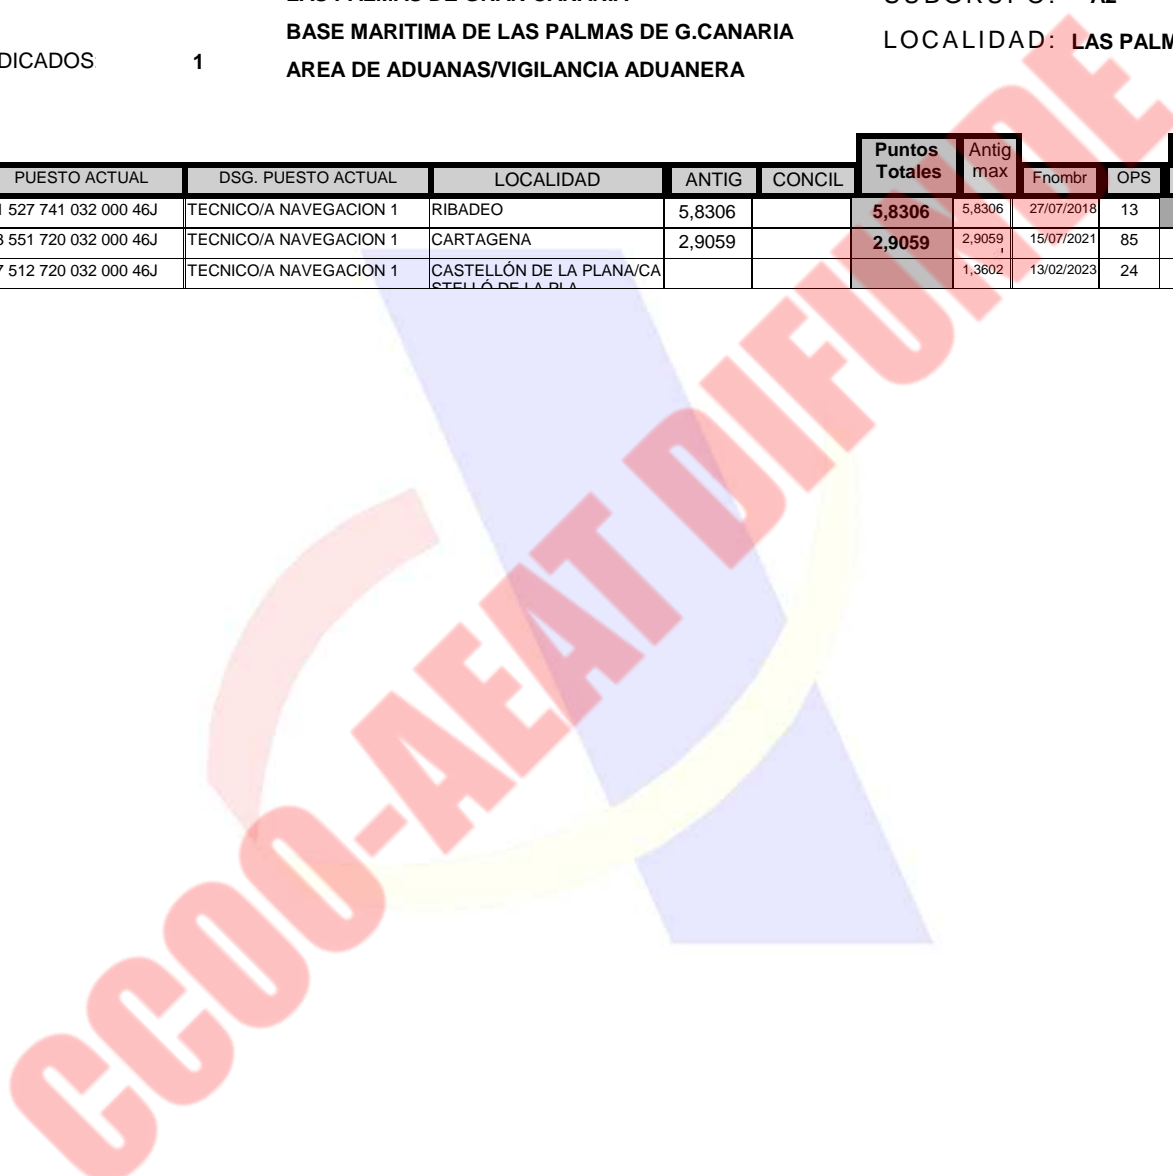 BASE MARITIMA DE LAS PALMAS DE G.CANARIA
LOCALIDAD: LAS PALM
DICADOS 1
AREA DE ADUANAS/VIGILANCIA ADUANERA
PUESTO ACTUAL DSG. PUESTO ACTUAL LOCALIDAD ANTIG CONCIL Puntos Totales Antig max Fnombr OPS
527 741 032 000 46J TECNICO/A NAVEGACION 1 RIBADEO 5,8306 5,8306 5,8306 27/07/2018 13
551 720 032 000 46J TECNICO/A NAVEGACION 1 CARTAGENA 2,9059 2,9059 2,9059 15/07/2021 85
512 720 032 000 46J TECNICO/A NAVEGACION 1 CASTELLÓN DE LA PLANA/CA 1,3602 13/02/2023 24
STELLÓ DE LA PLA
CCOO-AEAT DIFUNDE